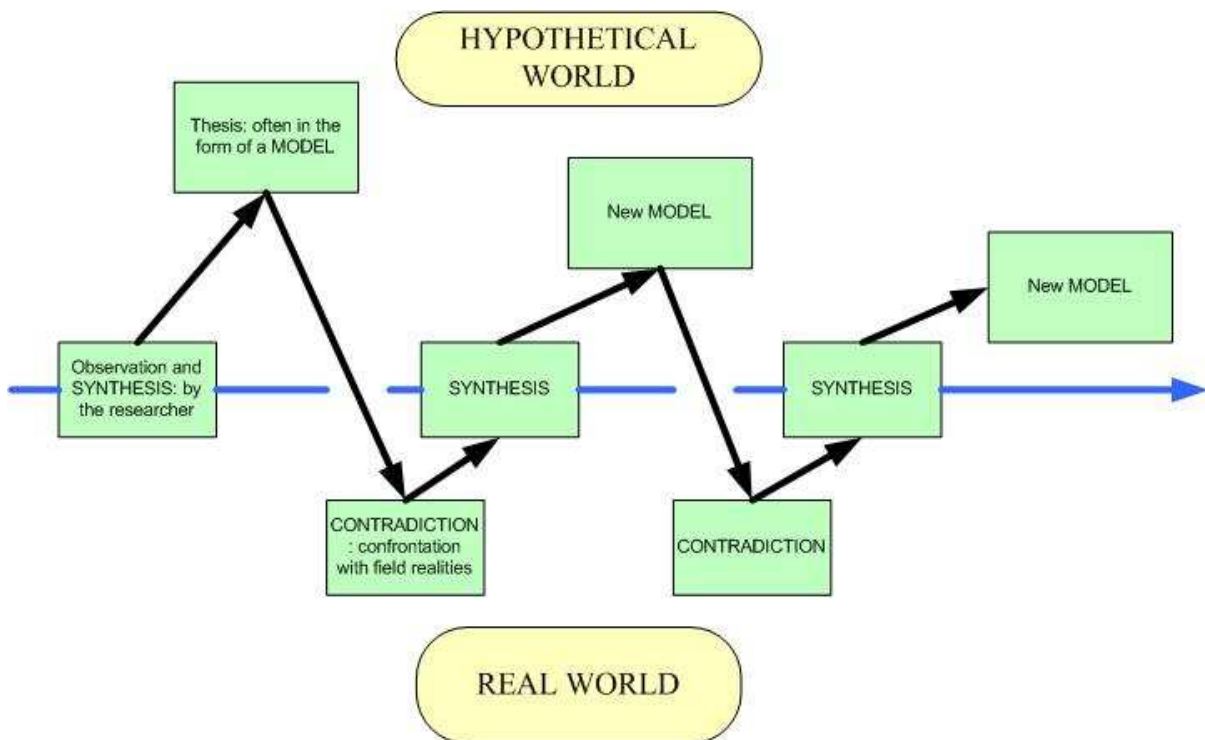 HYPOTHETICAL
WORLD
Thesis: often in the
form of a MODEL
New MODEL
New MODEL
Observation and
SYNTHESIS: by
the researcher
SYNTHESIS
SYNTHESIS
CONTRADICTION
: confrontation
with field realities
CONTRADICTION
REAL WORLD